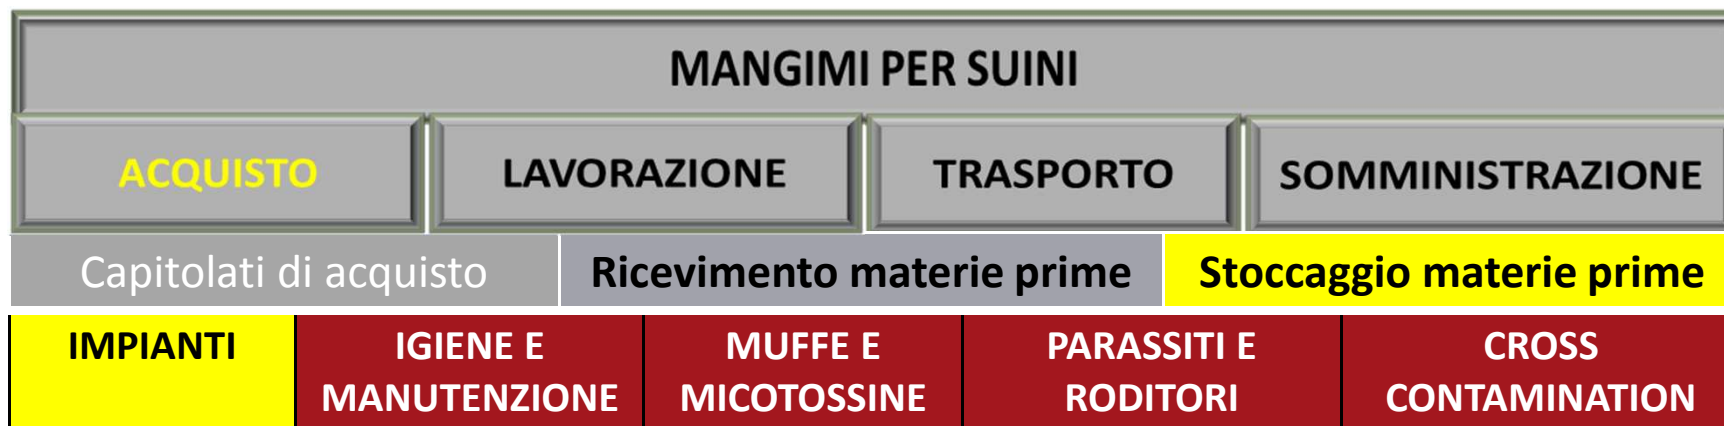 MANGIMI PER SUINI
ACQUISTO LAVORAZIONE TRASPORTO SOMMINISTRAZIONE
Capitolati di acquisto Ricevimento materie prime Stoccaggio materie prime
IMPIANTI IGIENE E MUFFE E PARASSITI E CROSS
MANUTENZIONE MICOTOSSINE RODITORI CONTAMINATION